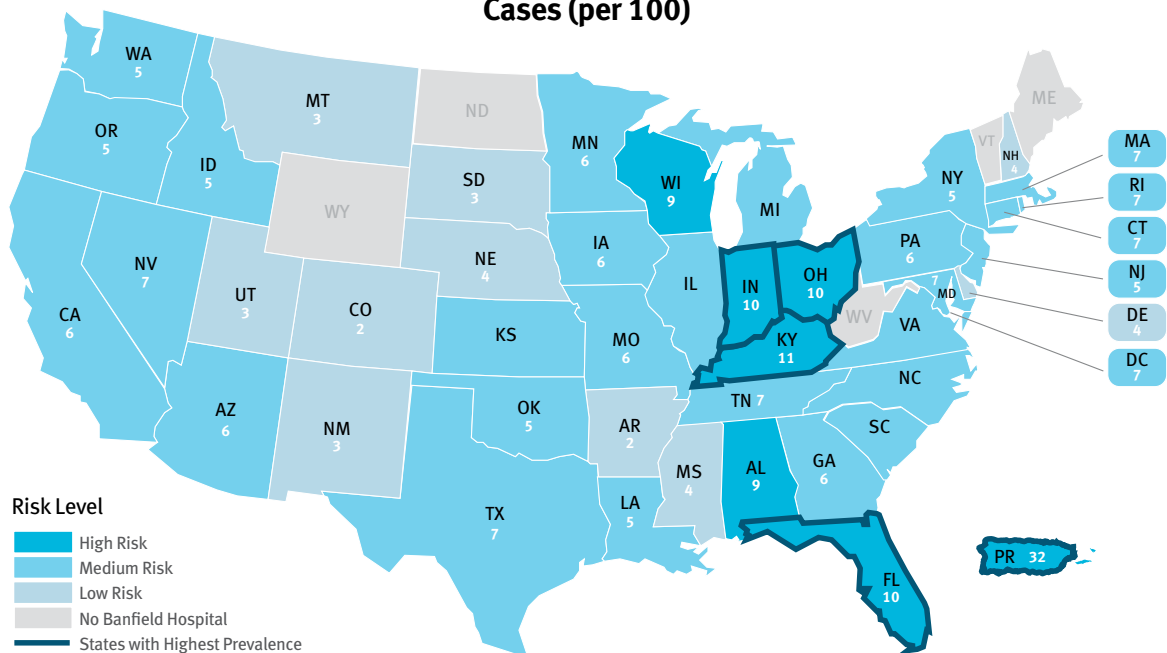 Cases (per 100)
WA
5
OR
5
ID
5
MT
3
ND
WY
SD
3
NE
4
MN
6
WI
9
MI
IA
6
IL
IN
10
OH
10
KY
11
NV
7
CA
6
UT
3
CO
2
KS
MO
6
AZ
6
NM
3
OK
5
AR
2
TX
7
LA
5
MS
4
AL
9
GA
6
FL
10
TN 7
SC
NC
VA
WV
MD
7
PA
6
NY
5
VT
NH
4
ME
5
MA
7
RI
7
CT
7
NJ
5
DE
4
DC
7
PR 32
Risk Level
High Risk
Medium Risk
Low Risk
No Banfield Hospital
States with Highest Prevalence